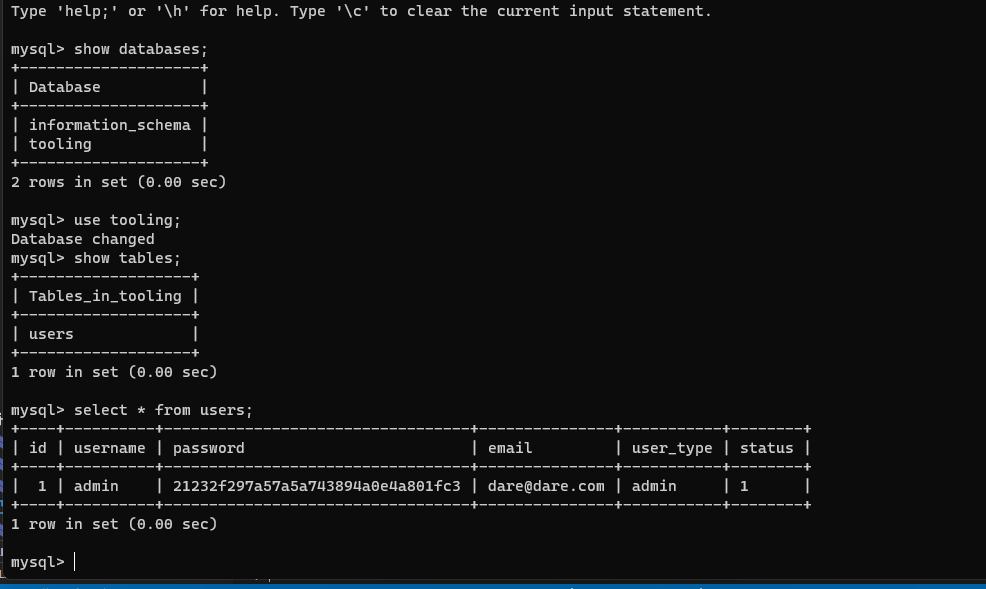 Type 'help;' or '\h' for help. Type '\c' to clear the current input statement.
mysql> show databases;
+--------------------+
| Database           |
+--------------------+
| information_schema |
| tooling            |
+--------------------+
2 rows in set (0.00 sec)
mysql> use tooling;
Database changed
mysql> show tables;
+-------------------+
| Tables_in_tooling |
+-------------------+
| users             |
+-------------------+
1 row in set (0.00 sec)
mysql> select * from users;
+----+----------+----------------------------------+---------------+-----------+--------+
| id | username | password                         | email         | user_type | status |
+----+----------+----------------------------------+---------------+-----------+--------+
|  1 | admin    | 21232f297a57a5a743894a0e4a801fc3 | dare@dare.com | admin     | 1      |
+----+----------+----------------------------------+---------------+-----------+--------+
1 row in set (0.00 sec)
mysql>